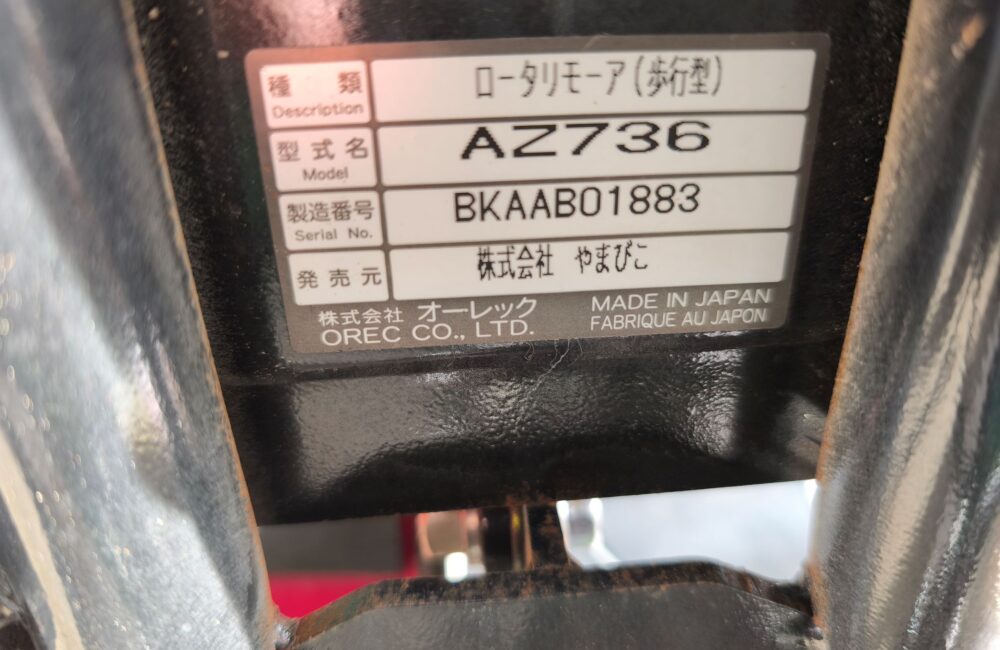 種類 ロータリモーア(歩行型)
Description
型式名 AZ736
Model
製造番号 BKAAB01883
Serial No.
発売元 株式会社 やまびこ
株式会社 オーレック MADE IN JAPAN
OREC CO., LTD. FABRIQUE AU JAPON